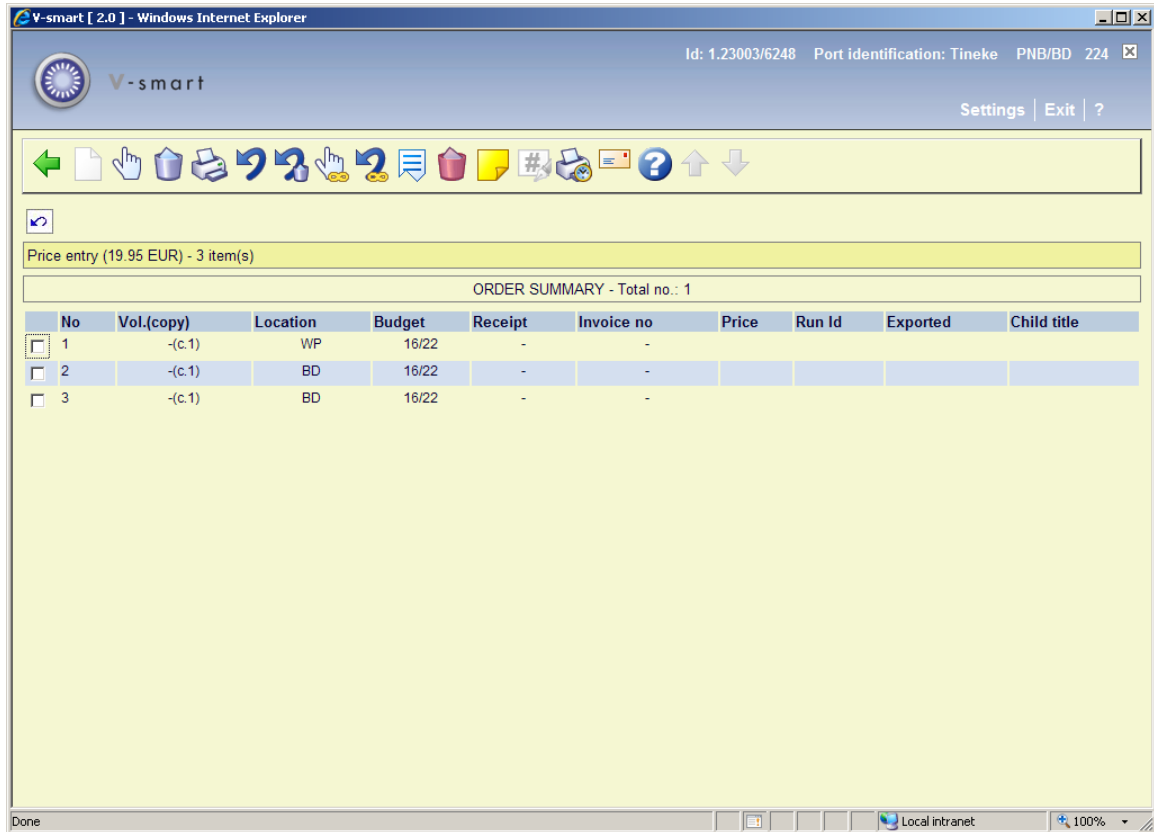 V-smart [ 2.0 ] - Windows Internet Explorer
Id: 1.23003/6248 Port identification: Tineke PNB/BD 224
V-smart
Settings | Exit | ?
#
?
Price entry (19.95 EUR) - 3 item(s)
ORDER SUMMARY - Total no.: 1
No Vol.(copy) Location Budget Receipt Invoice no Price Run Id Exported Child title
1 -(c.1) WP 16/22 - -
2 -(c.1) BD 16/22 - -
3 -(c.1) BD 16/22 - -
Done Local intranet 100%